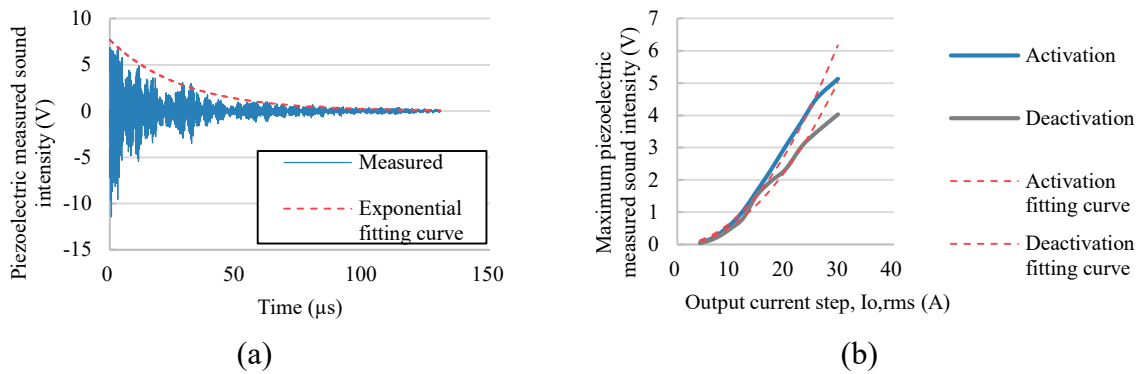 Piezoelectric measured sound
intensity (V)
10
5
0
-5
-10
-15
0
50
100
150
Time (µs)
Measured
Exponential
fitting curve
(a)
Maximum piezoelectric
measured sound intensity (V)
7
6
5
4
3
2
1
0
0
10
20
30
40
Output current step, Io,rms (A)
Activation
Deactivation
Activation
fitting curve
Deactivation
fitting curve
(b)